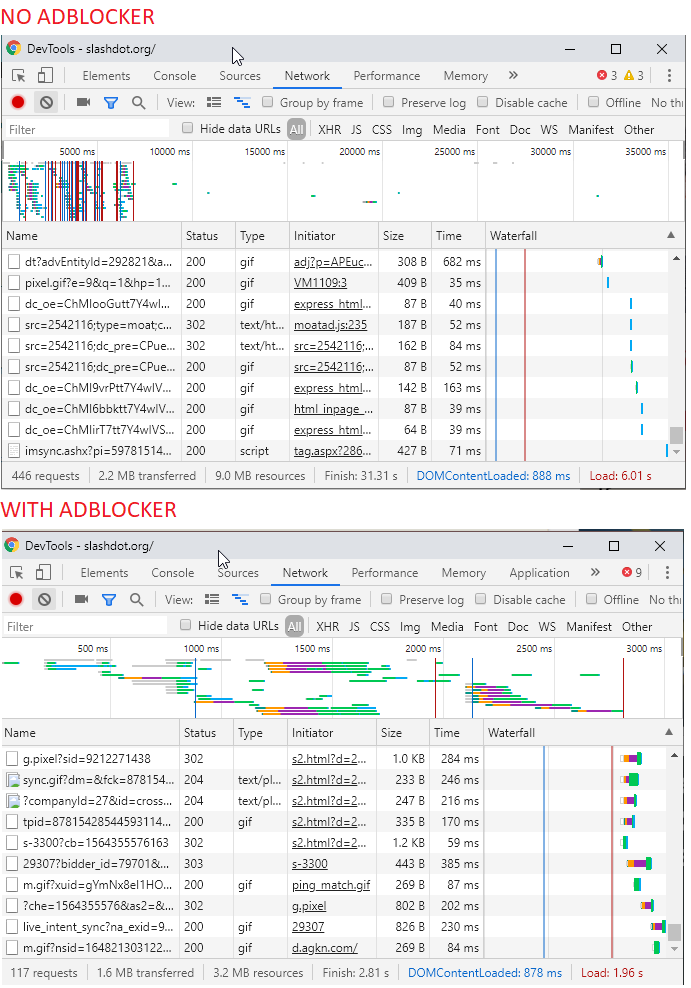 NO ADBLOCKER
DevTools - slashdot.org/
Elements Console Sources Network Performance Memory » 3 3
View: Group by frame Preserve log Disable cache Offline No thr
Filter Hide data URLs All XHR JS CSS Img Media Font Doc WS Manifest Other
5000 ms 10000 ms 15000 ms 20000 ms 25000 ms 30000 ms 35000 ms
Name Status Type Initiator Size Time Waterfall
dt?advEntityId=292821&a... 200 gif adj?p=APEuc... 308 B 682 ms
pixel.gif?e=9&q=1&hp=1... 200 gif VM1109:3 409 B 35 ms
dc_oe=ChMIooGutt7Y4wI... 200 gif express_html... 87 B 40 ms
src=2542116;type=moat;c... 302 text/ht... moatad.js:235 187 B 52 ms
src=2542116;dc_pre=CPue... 302 text/ht... src=2542116;... 162 B 84 ms
src=2542116;dc_pre=CPue... 200 gif src=2542116;... 87 B 52 ms
dc_oe=ChMI9vrPtt7Y4wIV... 200 gif express_html... 142 B 163 ms
dc_oe=ChMI6bbktt7Y4wIV... 200 gif html_inpage_... 87 B 39 ms
dc_oe=ChMIirT7tt7Y4wIVS... 200 gif express_html... 64 B 39 ms
imsync.ashx?pi=59781514... 200 script tag.aspx?286... 427 B 71 ms
446 requests 2.2 MB transferred 9.0 MB resources Finish: 31.31 s DOMContentLoaded: 888 ms Load: 6.01 s
WITH ADBLOCKER
DevTools - slashdot.org/
Elements Console Sources Network Performance Memory Application » 9
View: Group by frame Preserve log Disable cache Offline No thr
Filter Hide data URLs All XHR JS CSS Img Media Font Doc WS Manifest Other
500 ms 1000 ms 1500 ms 2000 ms 2500 ms 3000 ms
Name Status Type Initiator Size Time Waterfall
g.pixel?sid=9212271438 302 s2.html?d=2... 1.0 KB 284 ms
sync.gif?dm=&fck=878154... 204 text/pl... s2.html?d=2... 233 B 246 ms
?companyId=27&id=cross... 204 text/pl... s2.html?d=2... 247 B 216 ms
tpid=87815428544593114... 200 gif s2.html?d=2... 335 B 170 ms
s-3300?cb=1564355576163 302 s2.html?d=2... 1.2 KB 59 ms
29307?bidder_id=79701&... 303 s-3300 443 B 385 ms
m.gif?xuid=gYmNx8eI1HO... 200 gif ping_match.gif 269 B 87 ms
?che=1564355576&as2=&... 302 g.pixel 802 B 202 ms
live_intent_sync?na_exid=9... 200 gif 29307 826 B 230 ms
m.gif?nsid=164821303122... 200 gif d.agkn.com/ 269 B 84 ms
117 requests 1.6 MB transferred 3.2 MB resources Finish: 2.81 s DOMContentLoaded: 878 ms Load: 1.96 s